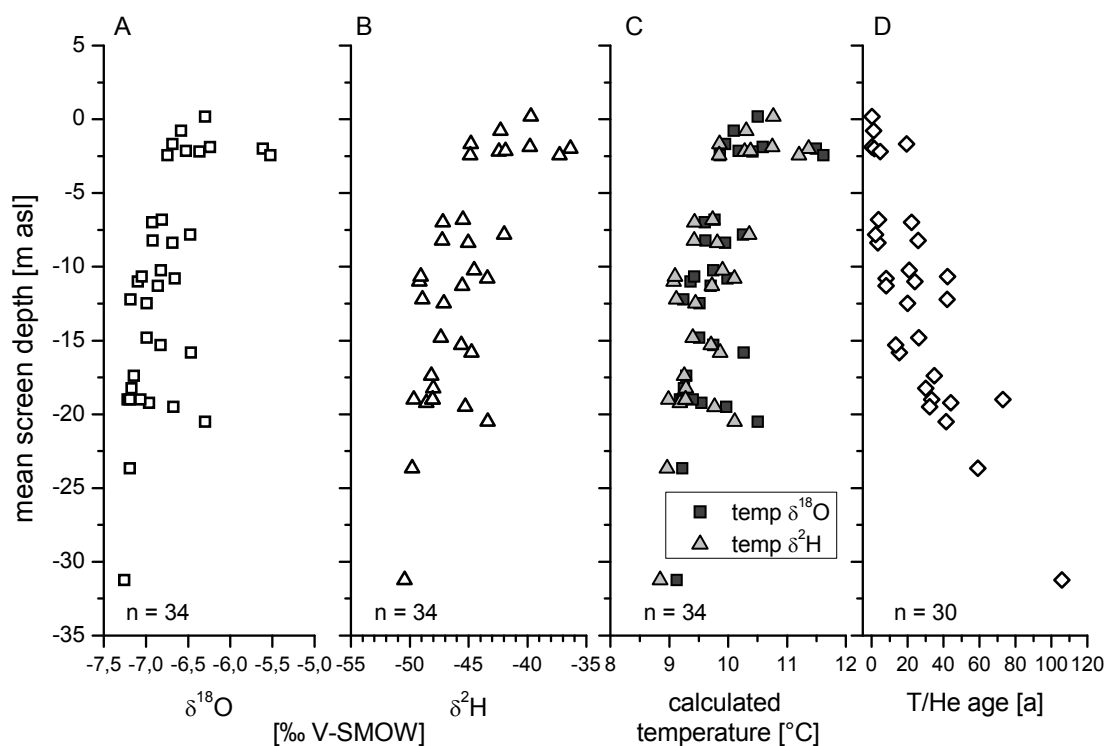 A B C D
mean screen depth [m asl]
5
0
-5
-10
-15
-20
-25
-30
-35
n = 34
n = 34
n = 34
n = 30
temp δ¹⁸O
temp δ²H
-7,5 -7,0 -6,5 -6,0 -5,5 -5,0
-55 -50 -45 -40 -35
8 9 10 11 12
0 20 40 60 80 100 120
δ¹⁸O
δ²H
[‰ V-SMOW]
calculated
temperature [°C]
T/He age [a]